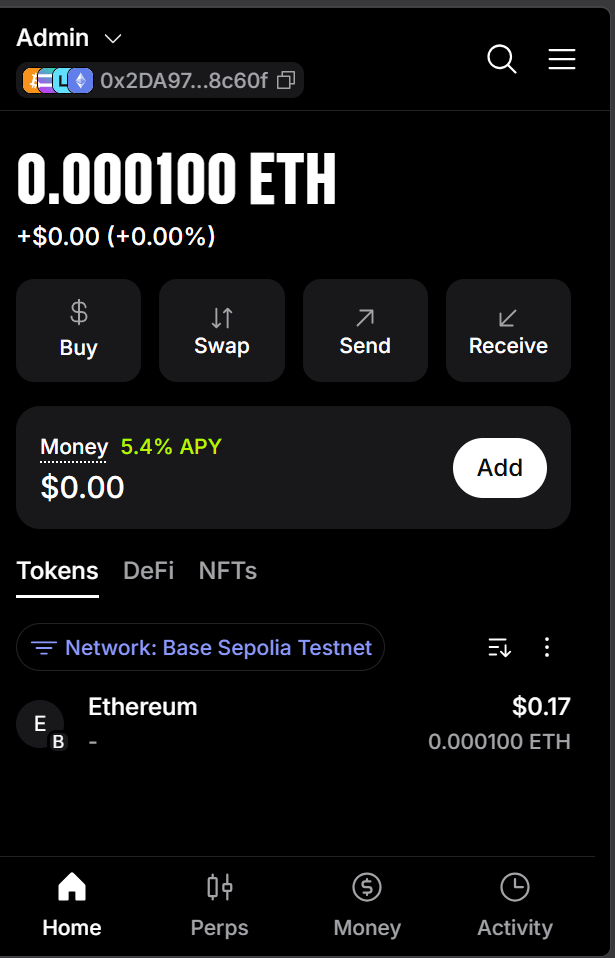 Admin
0x2DA97...8c60f
0.000100 ETH
+$0.00 (+0.00%)
Buy
Swap
Send
Receive
Money 5.4% APY
$0.00
Add
Tokens DeFi NFTs
Network: Base Sepolia Testnet
E
B
Ethereum
-
$0.17
0.000100 ETH
Home
Perps
Money
Activity